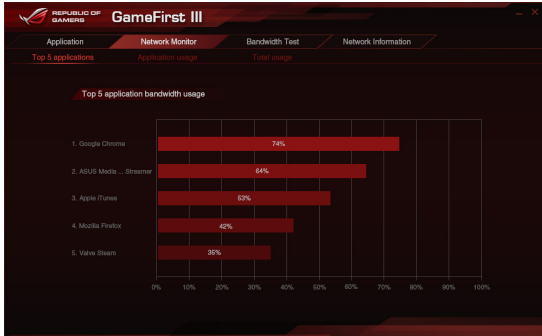 REPUBLIC OF
GAMERS
GameFirst III
Application Network Monitor Bandwidth Test Network Information
Top 5 applications Application usage Total usage
Top 5 application bandwidth usage
1. Google Chrome 74%
2. ASUS Media ... Streamer 64%
3. Apple iTunes 53%
4. Mozilla Firefox 42%
5. Valve Steam 35%
0% 10% 20% 30% 40% 50% 60% 70% 80% 90% 100%